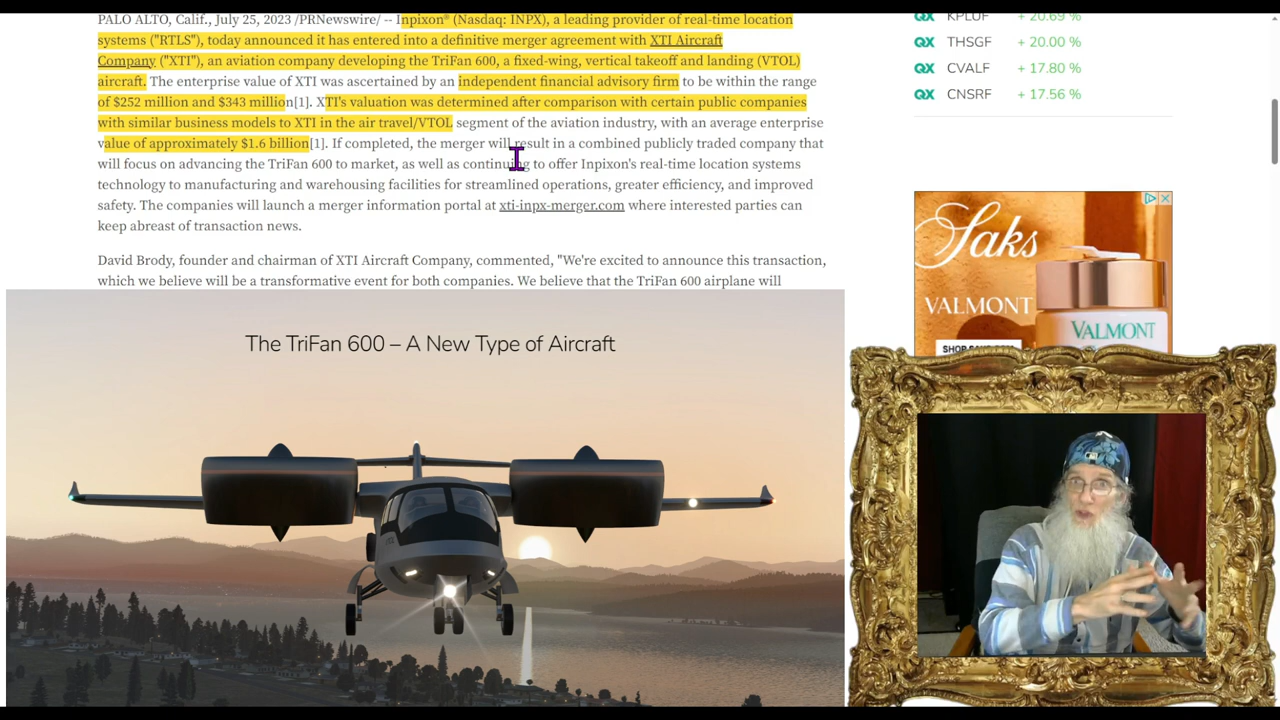 PALO ALTO, Calif., July 25, 2023 /PRNewswire/ -- Inpixon® (Nasdaq: INPX), a leading provider of real-time location
systems ("RTLS"), today announced it has entered into a definitive merger agreement with XTI Aircraft
Company ("XTI"), an aviation company developing the TriFan 600, a fixed-wing, vertical takeoff and landing (VTOL)
aircraft. The enterprise value of XTI was ascertained by an independent financial advisory firm to be within the range
of $252 million and $343 million[1]. XTI's valuation was determined after comparison with certain public companies
with similar business models to XTI in the air travel/VTOL segment of the aviation industry, with an average enterprise
value of approximately $1.6 billion[1]. If completed, the merger will result in a combined publicly traded company that
will focus on advancing the TriFan 600 to market, as well as continuing to offer Inpixon's real-time location systems
technology to manufacturing and warehousing facilities for streamlined operations, greater efficiency, and improved
safety. The companies will launch a merger information portal at xti-inpx-merger.com where interested parties can
keep abreast of transaction news.
David Brody, founder and chairman of XTI Aircraft Company, commented, "We're excited to announce this transaction,
which we believe will be a transformative event for both companies. We believe that the TriFan 600 airplane will
The TriFan 600 – A New Type of Aircraft
QX KPLUF + 20.69 %
QX THSGF + 20.00 %
QX CVALF + 17.80 %
QX CNSRF + 17.56 %
Saks
VALMONT
VALMONT